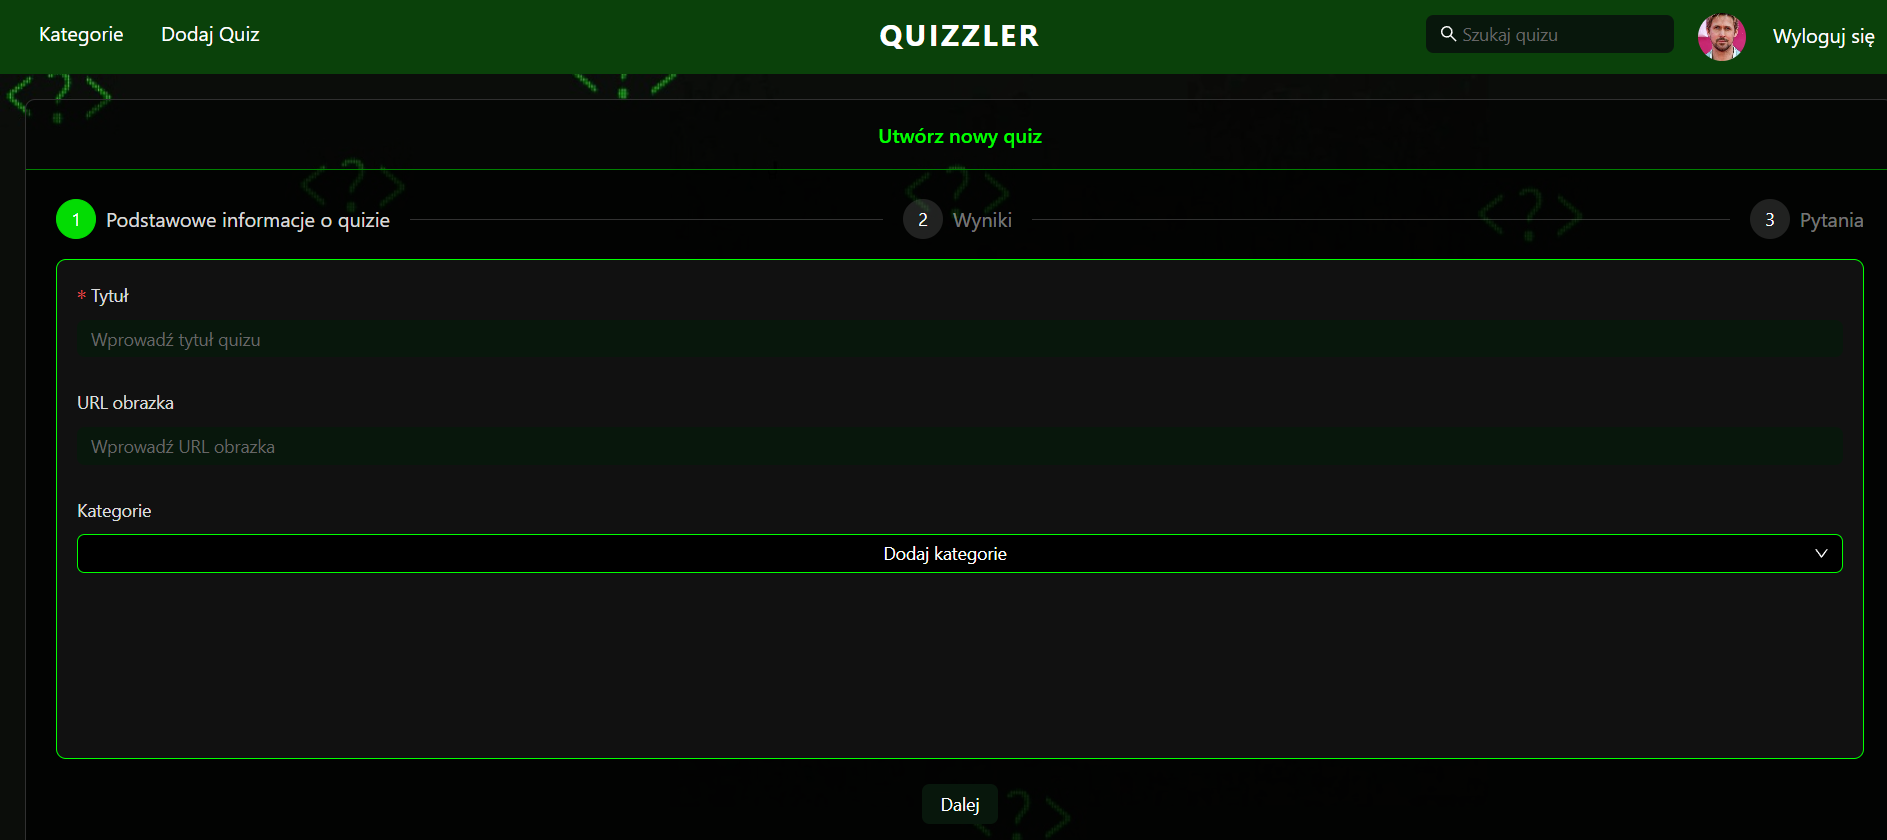 Kategorie Dodaj Quiz QUIZZLER Szukaj quizu Wyloguj się
<?> <?>
Utwórz nowy quiz
<?> <?> <?>
1 Podstawowe informacje o quizie 2 Wyniki 3 Pytania
* Tytuł
Wprowadź tytuł quizu
URL obrazka
Wprowadź URL obrazka
Kategorie
Dodaj kategorie
Dalej
<?>